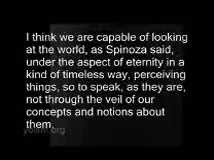 I think we are capable of looking
at the world, as Spinoza said,
under the aspect of eternity in a
kind of timeless way, perceiving
things, so to speak, as they are,
not through the veil of our
concepts and notions about
them.